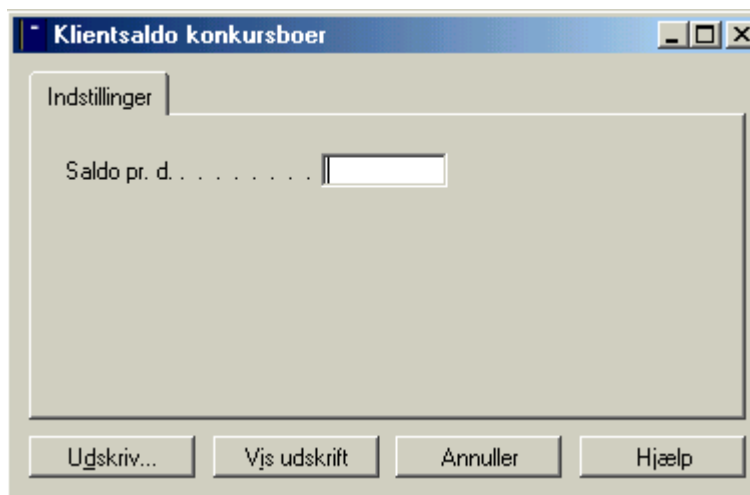 Klientsaldo konkursboer
Indstillinger
Saldo pr. d. . . . . . . . .
Udskriv... Vis udskrift Annuller Hjælp